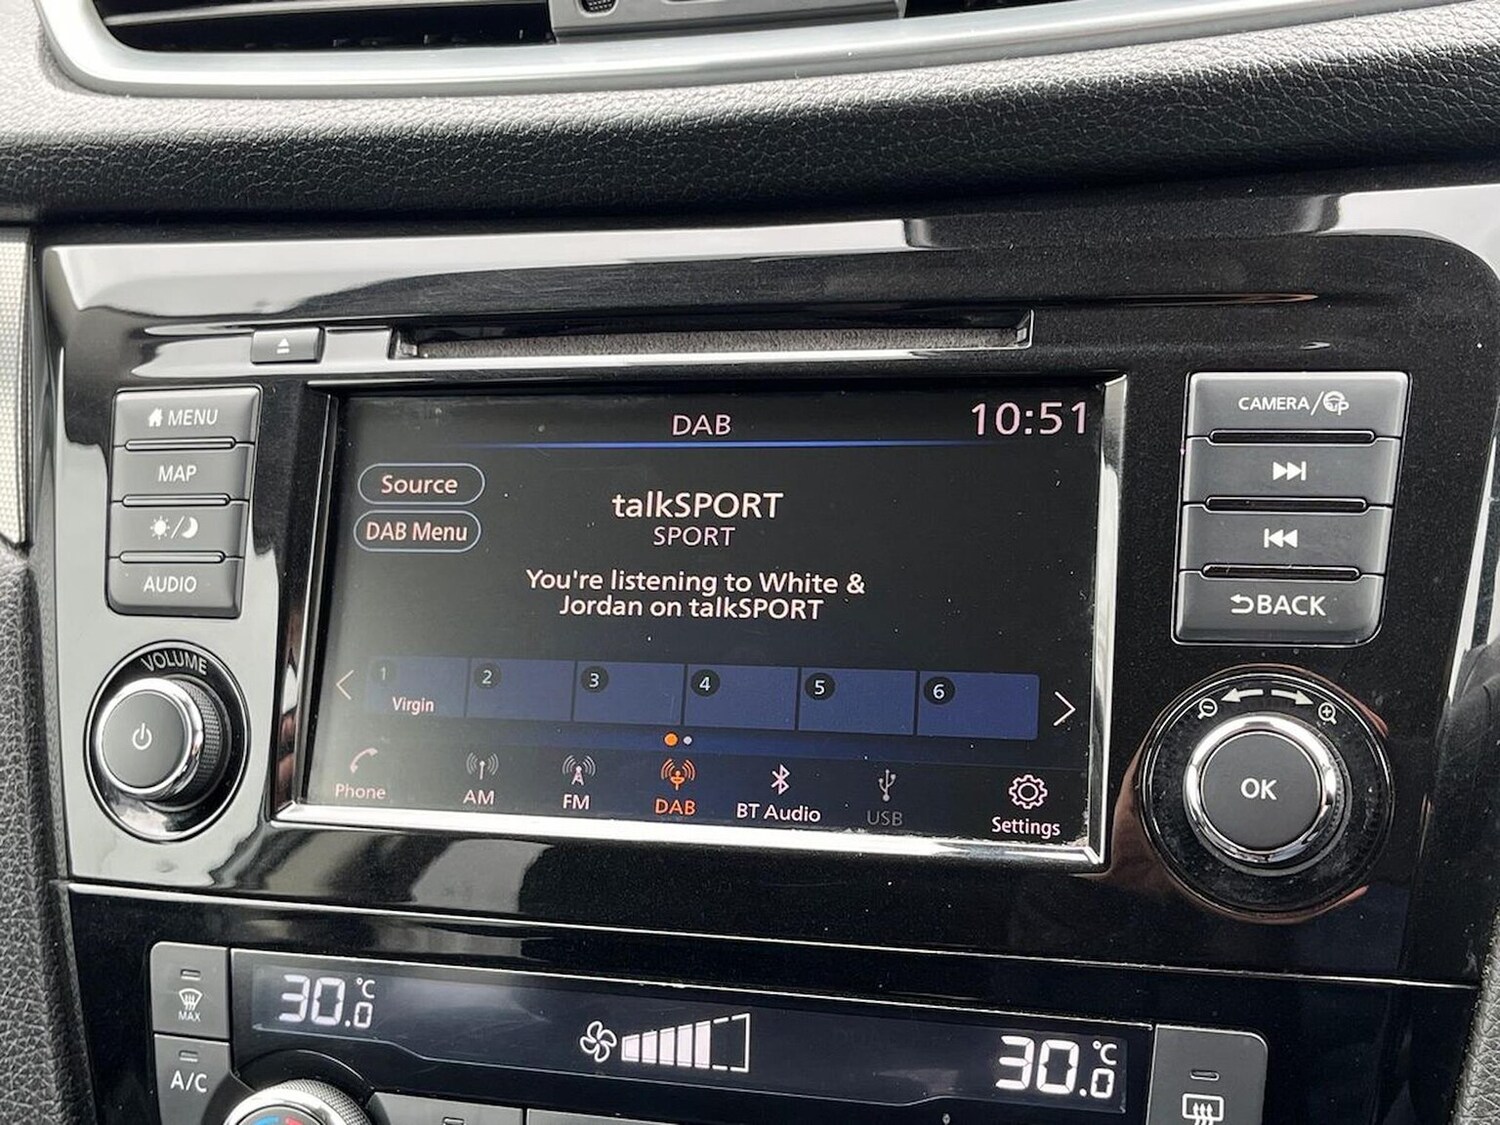 MENU
MAP
AUDIO
VOLUME
DAB
10:51
Source
DAB Menu
talkSPORT
SPORT
You're listening to White &
Jordan on talkSPORT
1
Virgin
2
3
4
5
6
Phone
AM
FM
DAB
BT Audio
USB
Settings
CAMERA/
BACK
OK
MAX
A/C
30.0 °C
30.0 °C